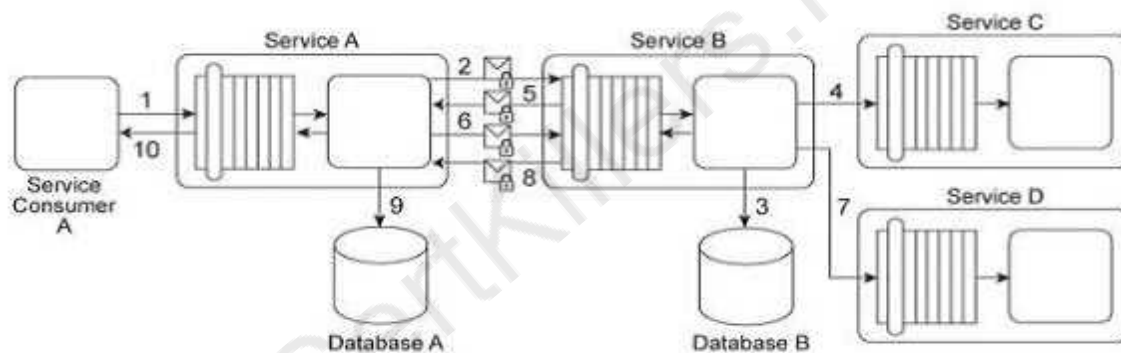 Service A
Service B
Service C
Service Consumer A
1
10
2
5
6
8
9
3
4
7
Service D
Database A
Database B